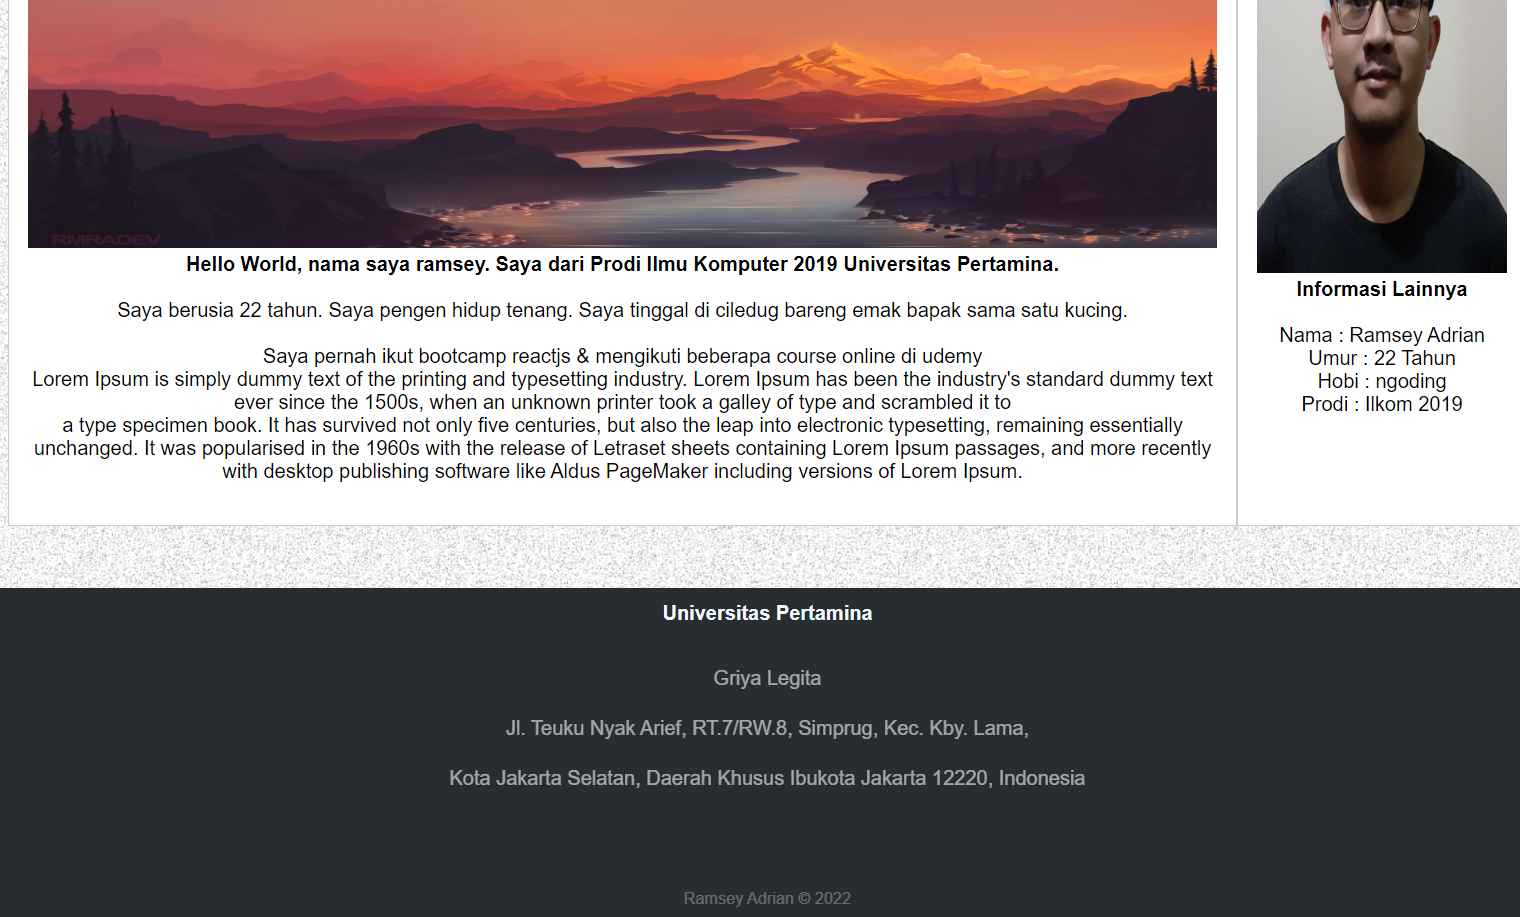 RMRADEV
Hello World, nama saya ramsey. Saya dari Prodi Ilmu Komputer 2019 Universitas Pertamina.
Saya berusia 22 tahun. Saya pengen hidup tenang. Saya tinggal di ciledug bareng emak bapak sama satu kucing.
Saya pernah ikut bootcamp reactjs & mengikuti beberapa course online di udemy
Lorem Ipsum is simply dummy text of the printing and typesetting industry. Lorem Ipsum has been the industry's standard dummy text
ever since the 1500s, when an unknown printer took a galley of type and scrambled it to
a type specimen book. It has survived not only five centuries, but also the leap into electronic typesetting, remaining essentially
unchanged. It was popularised in the 1960s with the release of Letraset sheets containing Lorem Ipsum passages, and more recently
with desktop publishing software like Aldus PageMaker including versions of Lorem Ipsum.
Informasi Lainnya
Nama : Ramsey Adrian
Umur : 22 Tahun
Hobi : ngoding
Prodi : Ilkom 2019
Universitas Pertamina
Griya Legita
Jl. Teuku Nyak Arief, RT.7/RW.8, Simprug, Kec. Kby. Lama,
Kota Jakarta Selatan, Daerah Khusus Ibukota Jakarta 12220, Indonesia
Ramsey Adrian © 2022